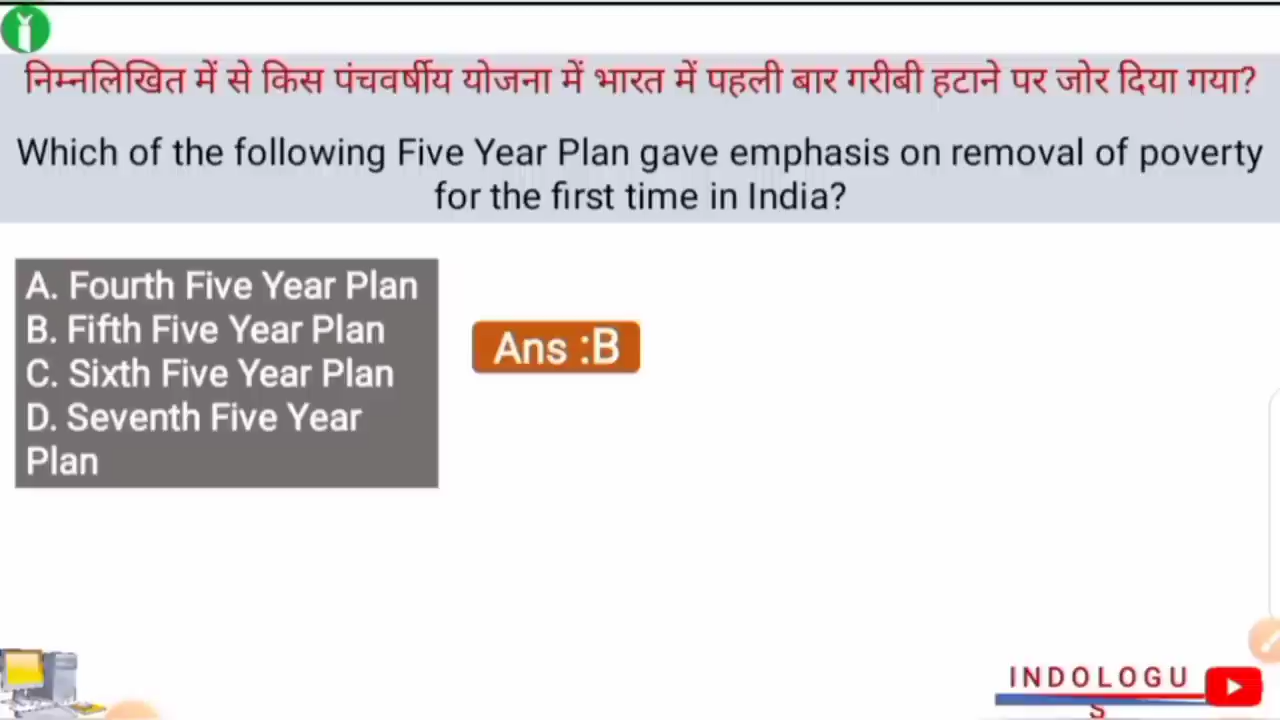 निम्नलिखित में से किस पंचवर्षीय योजना में भारत में पहली बार गरीबी हटाने पर जोर दिया गया?
Which of the following Five Year Plan gave emphasis on removal of poverty
for the first time in India?
A. Fourth Five Year Plan
B. Fifth Five Year Plan
C. Sixth Five Year Plan
D. Seventh Five Year
Plan
Ans :B
INDOLOGU
S